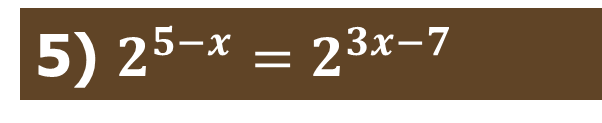 5) 2^{5−x} = 2^{3x−7}